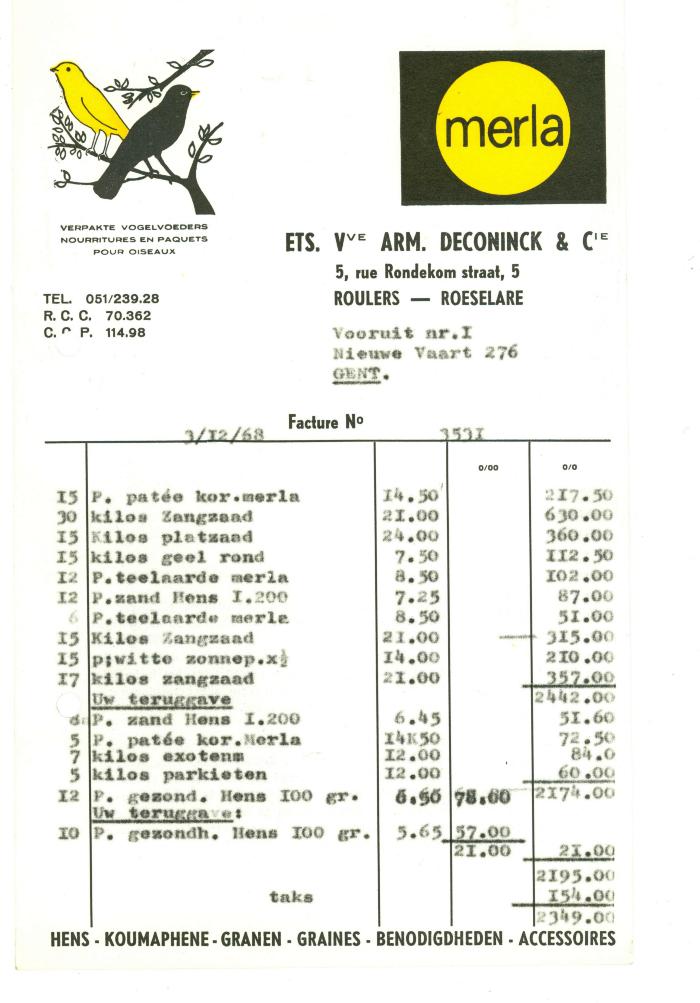 merla
VERPAKTE VOGELVOEDERS
NOURRITURES EN PAQUETS
POUR OISEAUX
ETS. VVE ARM. DECONINCK & CIE
5, rue Rondekom straat, 5
ROULERS — ROESELARE
TEL. 051/239.28
R. C. C. 70.362
C. C P. 114.98
Vooruit nr.I
Nieuwe Vaart 276
GENT.
Facture No
3/I2/68 353I
0/00 0/0
I5 P. patée kor.merla I4.50 2I7.50
30 kilos Zangzaad 2I.00 630.00
I5 Kilos platzaad 24.00 360.00
I5 kilos geel rond 7.50 II2.50
I2 P.teelaarde merla 8.50 I02.00
I2 P.zand Hens I.200 7.25 87.00
6 P.teelaarde merla 8.50 5I.00
I5 Kilos Zangzaad 2I.00 3I5.00
I5 p;witte zonnep.x½ I4.00 2I0.00
I7 kilos zangzaad 2I.00 357.00
Uw teruggave 2442.00
P. zand Hens I.200 6.45 5I.60
5 P. patée kor.Merla I4K50 72.50
7 kilos exotenm I2.00 84.0
5 kilos parkieten I2.00 60.00
I2 P. gezond. Hens I00 gr. 6.50 78.00 2I74.00
Uw teruggave:
I0 P. gezondh. Hens I00 gr. 5.65 57.00
2I.00 2I.00
2I95.00
taks I54.00
2349.00
HENS - KOUMAPHENE - GRANEN - GRAINES - BENODIGDHEDEN - ACCESSOIRES